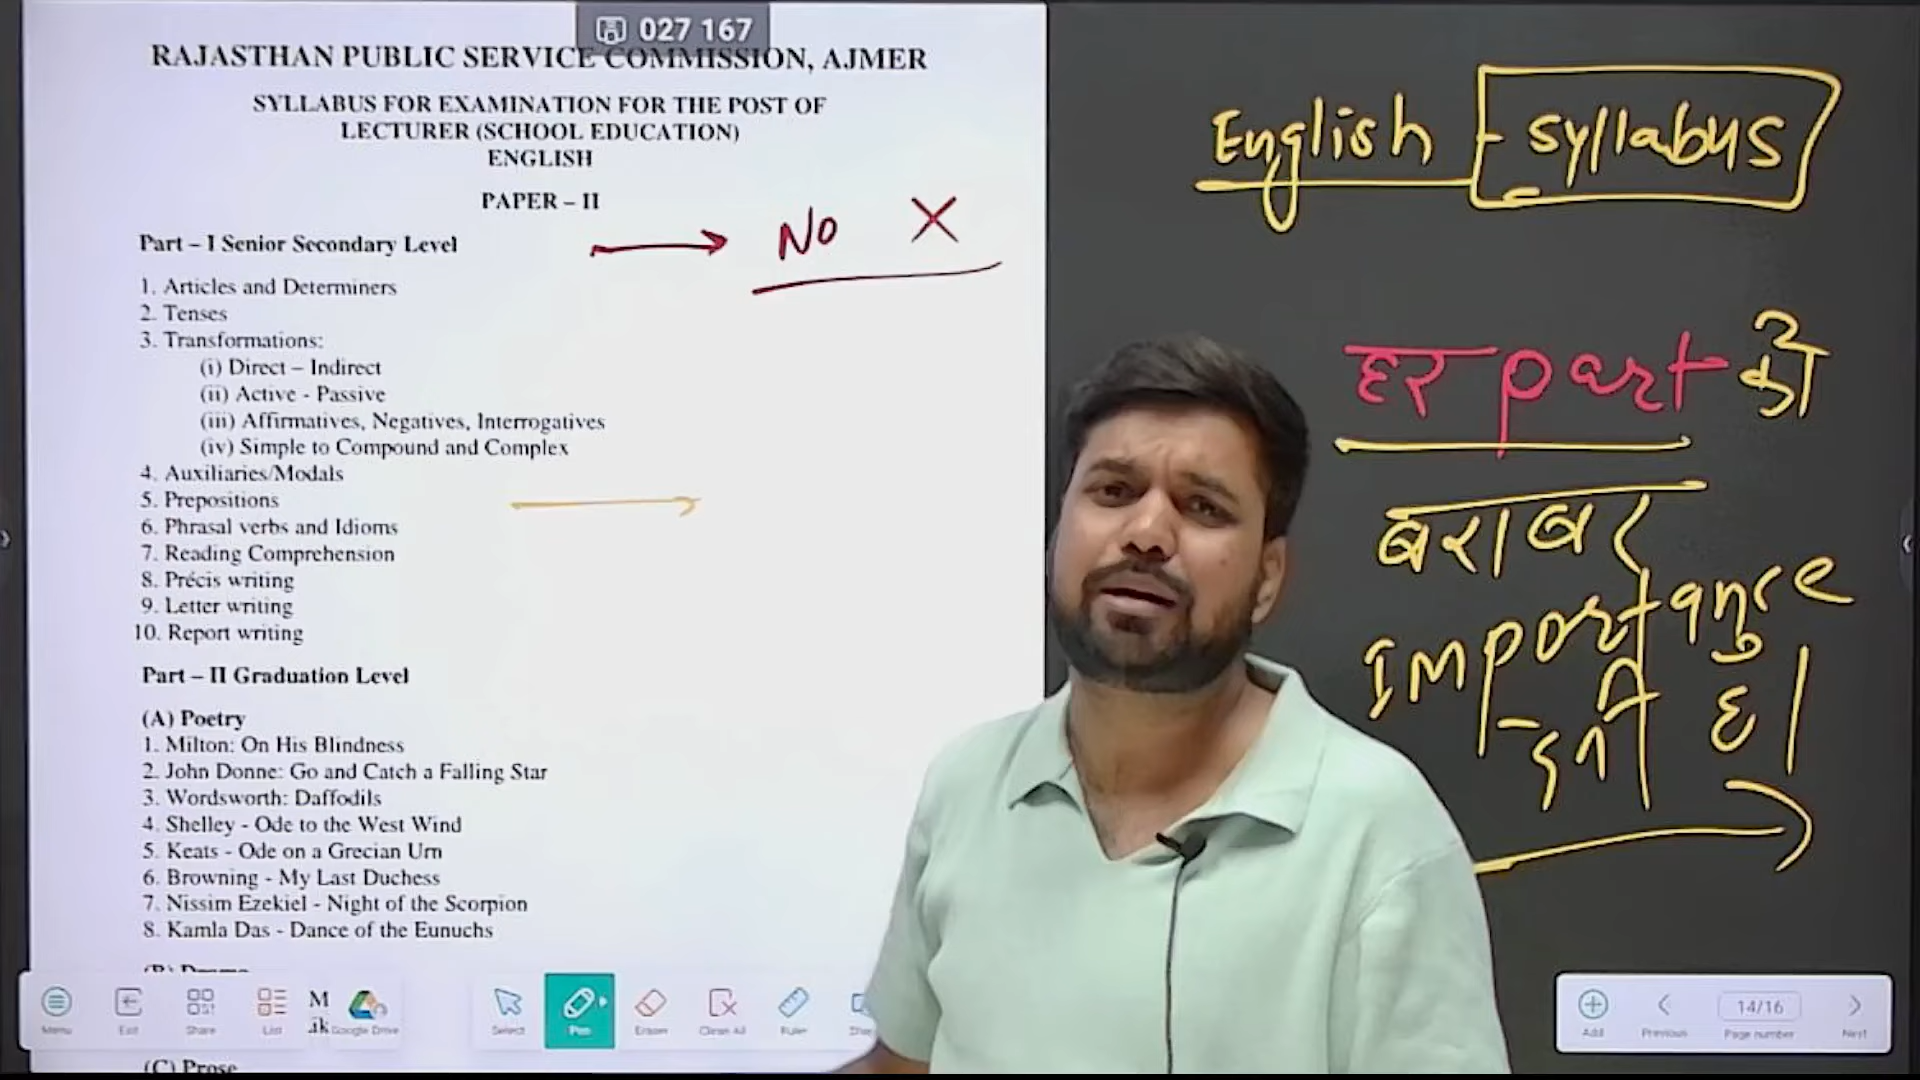 027 167
RAJASTHAN PUBLIC SERVICE COMMISSION, AJMER
SYLLABUS FOR EXAMINATION FOR THE POST OF
LECTURER (SCHOOL EDUCATION)
ENGLISH
PAPER – II
Part – I Senior Secondary Level
No X
1. Articles and Determiners
2. Tenses
3. Transformations:
(i) Direct – Indirect
(ii) Active - Passive
(iii) Affirmatives, Negatives, Interrogatives
(iv) Simple to Compound and Complex
4. Auxiliaries/Modals
5. Prepositions
6. Phrasal verbs and Idioms
7. Reading Comprehension
8. Précis writing
9. Letter writing
10. Report writing
Part – II Graduation Level
(A) Poetry
1. Milton: On His Blindness
2. John Donne: Go and Catch a Falling Star
3. Wordsworth: Daffodils
4. Shelley - Ode to the West Wind
5. Keats - Ode on a Grecian Urn
6. Browning - My Last Duchess
7. Nissim Ezekiel - Night of the Scorpion
8. Kamla Das - Dance of the Eunuchs
(B) Drama
(C) Prose
English - syllabus
हर part को
बराबर
Importance
देनी है।
Menu Exit Share List Google Drive
Select Pen Eraser Clean All Ruler
Add Previous 14/16 Page number Next